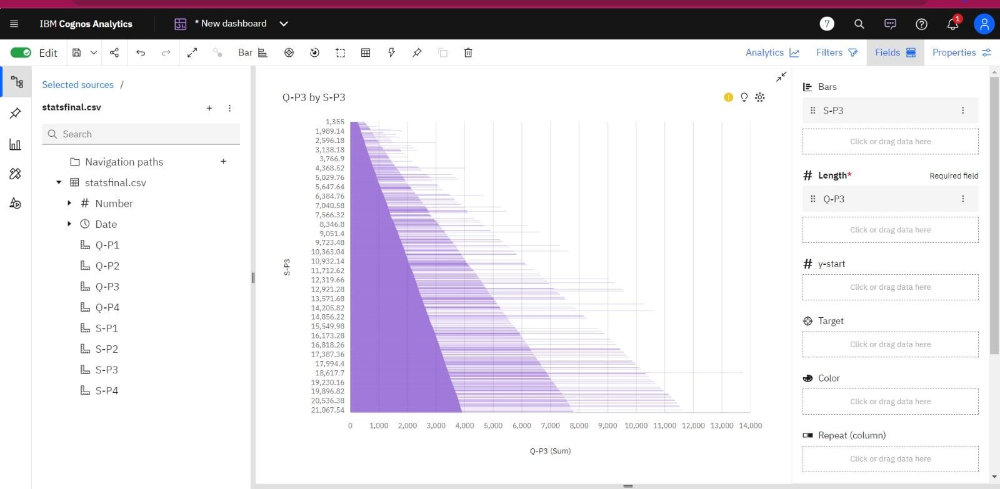 IBM Cognos Analytics
* New dashboard
7
1
Edit
Bar
Analytics
Filters
Fields
Properties
Selected sources /
statsfinal.csv
Search
Navigation paths
statsfinal.csv
Number
Date
Q-P1
Q-P2
Q-P3
Q-P4
S-P1
S-P2
S-P3
S-P4
Q-P3 by S-P3
S-P3
1,355
1,989.14
2,596.18
3,138.18
3,766.9
4,368.52
5,029.76
5,647.64
6,384.76
7,040.58
7,566.32
8,346.8
9,051.4
9,723.48
10,363.04
10,932.14
11,712.62
12,319.66
12,921.28
13,571.68
14,205.82
14,856.22
15,549.98
16,173.28
16,818.26
17,387.36
17,994.4
18,617.7
19,230.16
19,896.82
20,536.38
21,067.54
0 1,000 2,000 3,000 4,000 5,000 6,000 7,000 8,000 9,000 10,000 11,000 12,000 13,000 14,000
Q-P3 (Sum)
Bars
S-P3
Click or drag data here
# Length* Required field
Q-P3
Click or drag data here
# y-start
Click or drag data here
Target
Click or drag data here
Color
Click or drag data here
Repeat (column)
Click or drag data here